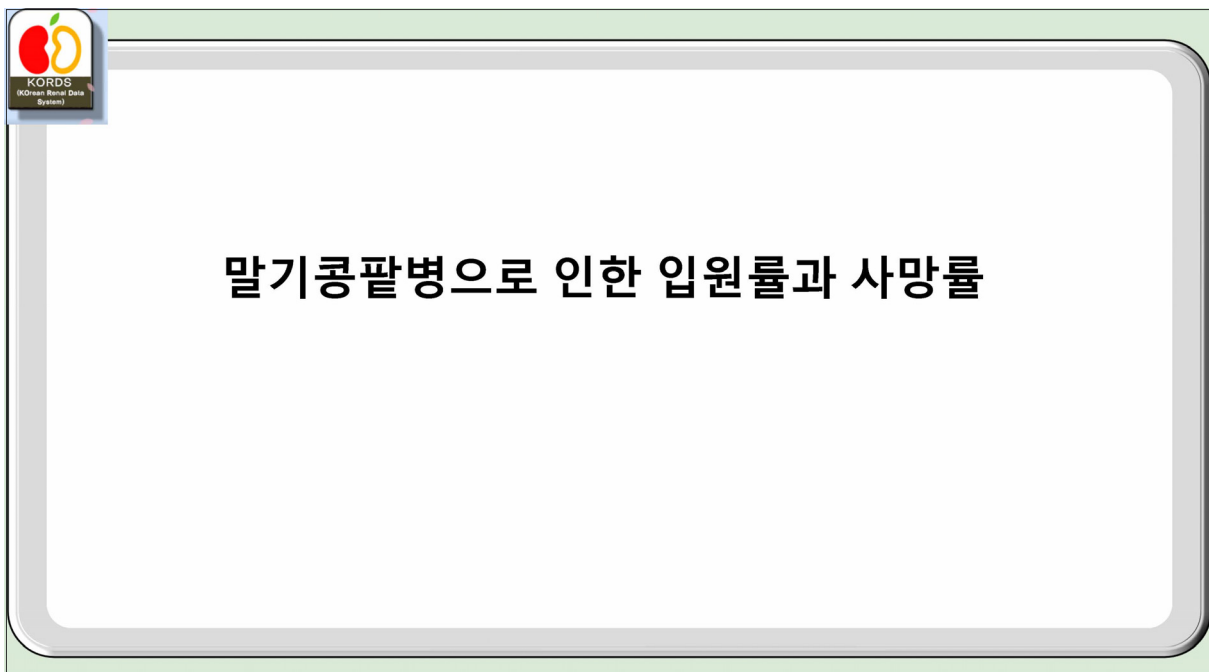 KORDS
(KOrean Renal Data
System)
말기콩팥병으로 인한 입원률과 사망률